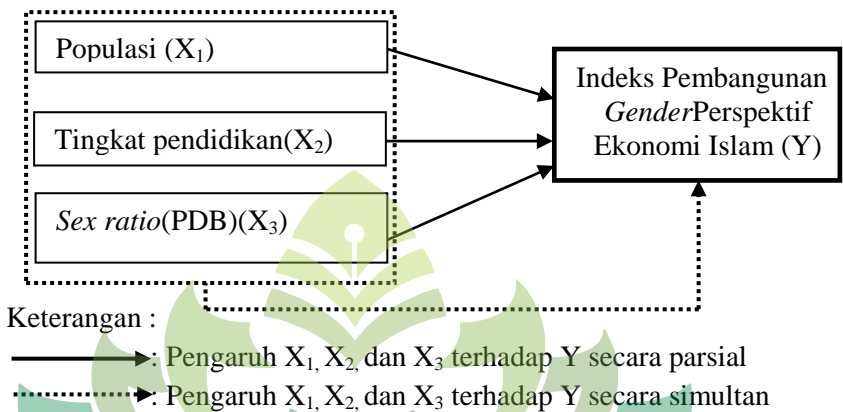 Populasi (X₁)
Tingkat pendidikan(X₂)
Sex ratio(PDB)(X₃)
Indeks Pembangunan
GenderPerspektif
Ekonomi Islam (Y)
Keterangan :
: Pengaruh X₁, X₂, dan X₃ terhadap Y secara parsial
: Pengaruh X₁, X₂, dan X₃ terhadap Y secara simultan